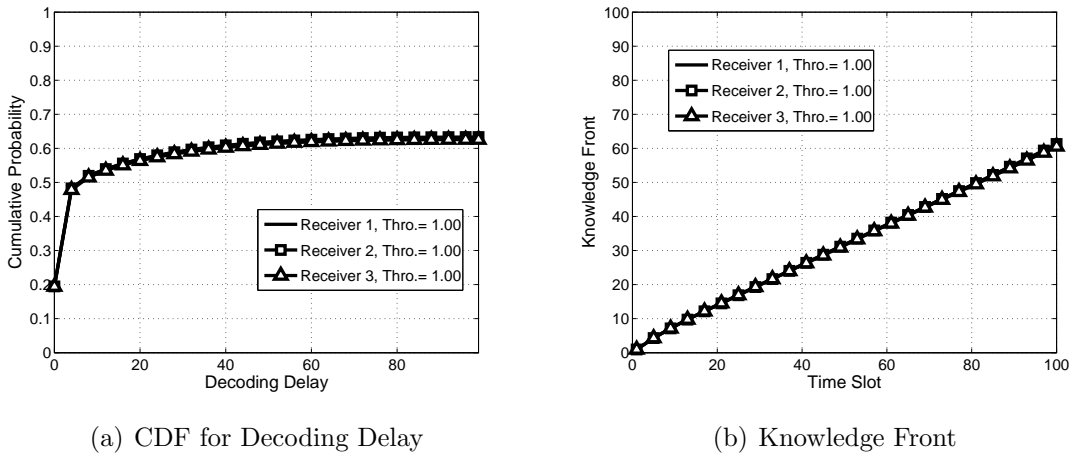 1
0.9
0.8
0.7
0.6
0.5
0.4
0.3
0.2
0.1
0
0 20 40 60 80
Cumulative Probability
Decoding Delay
Receiver 1, Thro.= 1.00
Receiver 2, Thro.= 1.00
Receiver 3, Thro.= 1.00
(a) CDF for Decoding Delay
100
90
80
70
60
50
40
30
20
10
0
0 20 40 60 80 100
Knowledge Front
Time Slot
Receiver 1, Thro.= 1.00
Receiver 2, Thro.= 1.00
Receiver 3, Thro.= 1.00
(b) Knowledge Front